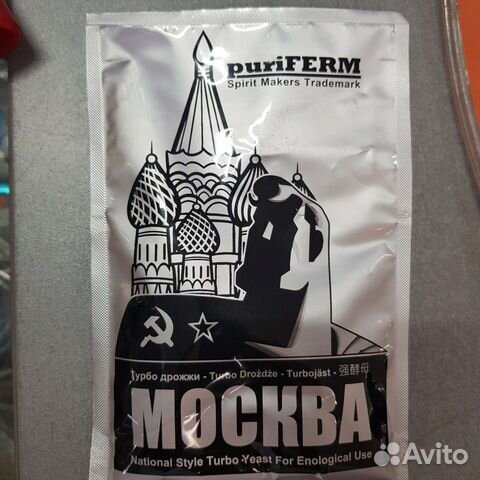 puriFERM
Spirit Makers Trademark
Турбо дрожжи - Turbo Drożdże - Turbojäst - 强酵母
МОСКВА
National Style Turbo Yeast For Enological Use
Avito